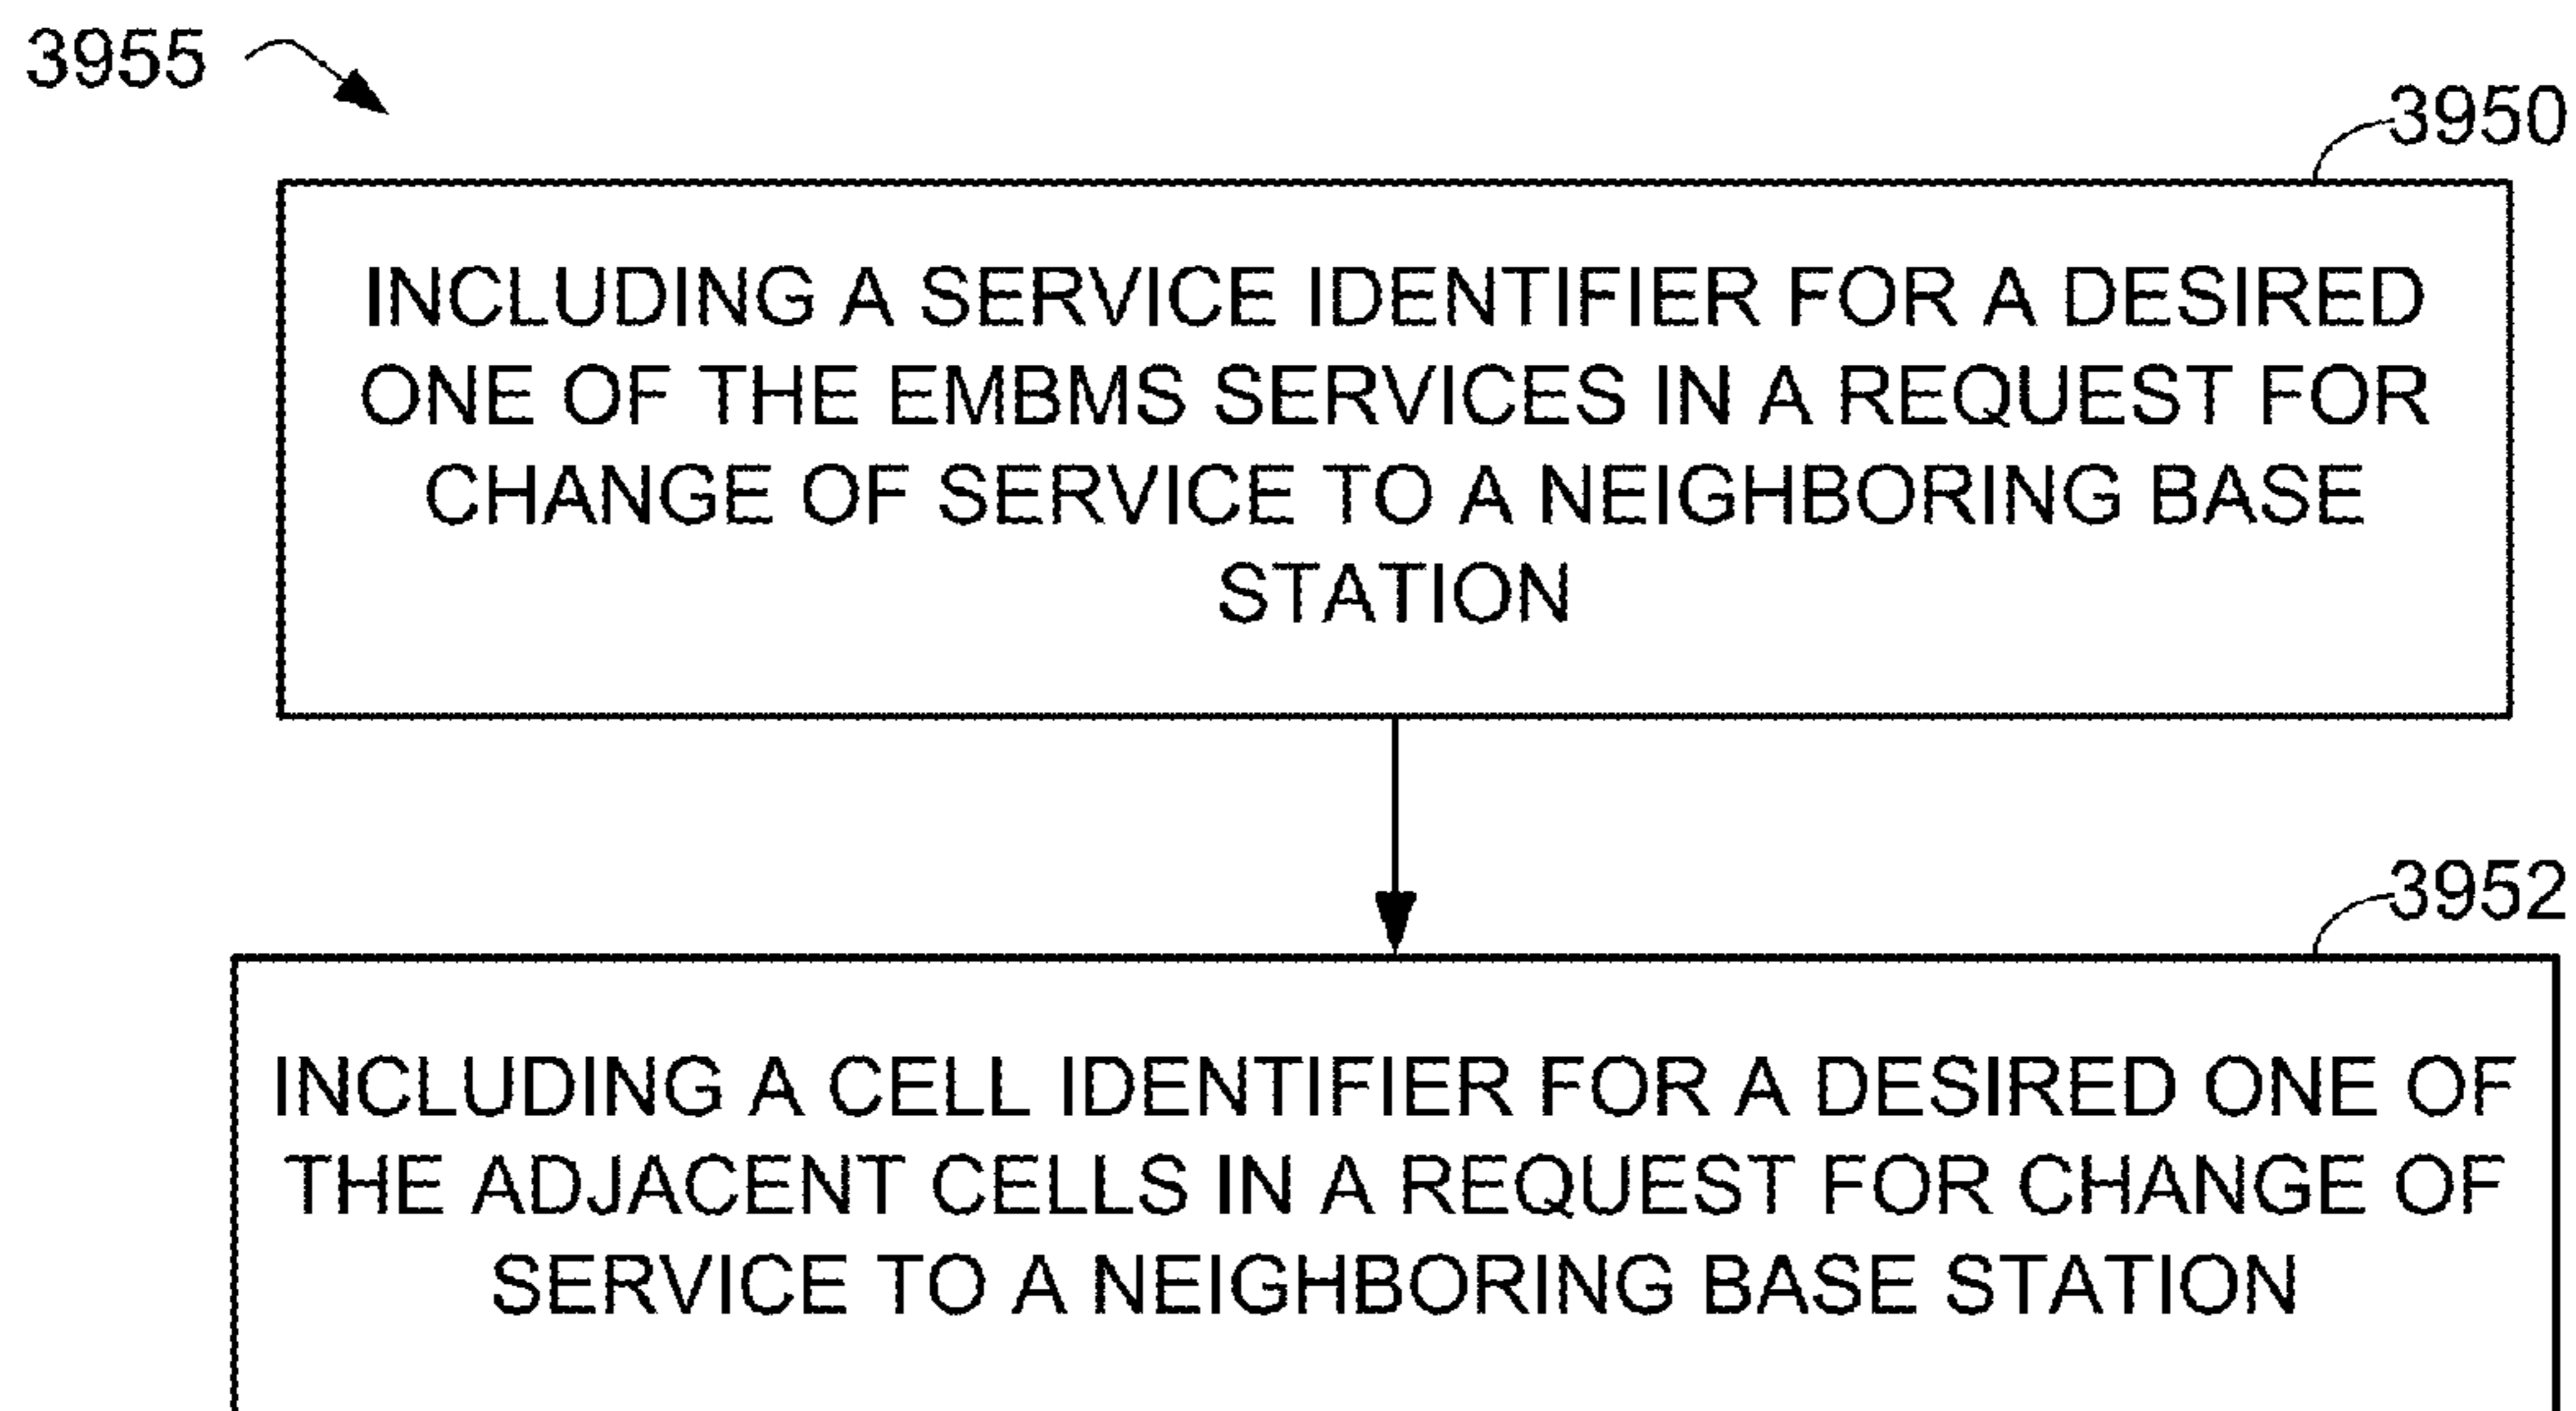 3955
3950
INCLUDING A SERVICE IDENTIFIER FOR A DESIRED
ONE OF THE EMBMS SERVICES IN A REQUEST FOR
CHANGE OF SERVICE TO A NEIGHBORING BASE
STATION
3952
INCLUDING A CELL IDENTIFIER FOR A DESIRED ONE OF
THE ADJACENT CELLS IN A REQUEST FOR CHANGE OF
SERVICE TO A NEIGHBORING BASE STATION